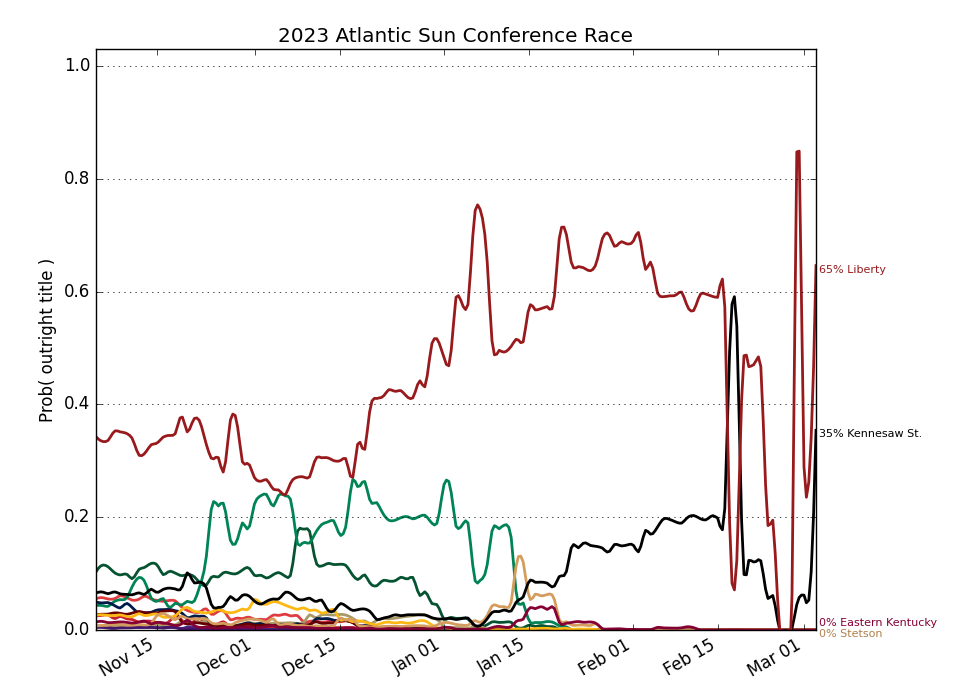 2023 Atlantic Sun Conference Race
Prob( outright title )
1.0
0.8
0.6
0.4
0.2
0.0
65% Liberty
35% Kennesaw St.
0% Eastern Kentucky
0% Stetson
Nov 15
Dec 01
Dec 15
Jan 01
Jan 15
Feb 01
Feb 15
Mar 01